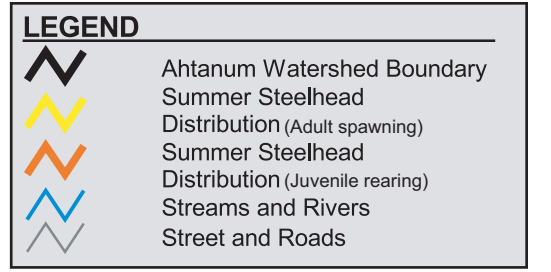 LEGEND
Ahtanum Watershed Boundary
Summer Steelhead
Distribution (Adult spawning)
Summer Steelhead
Distribution (Juvenile rearing)
Streams and Rivers
Street and Roads